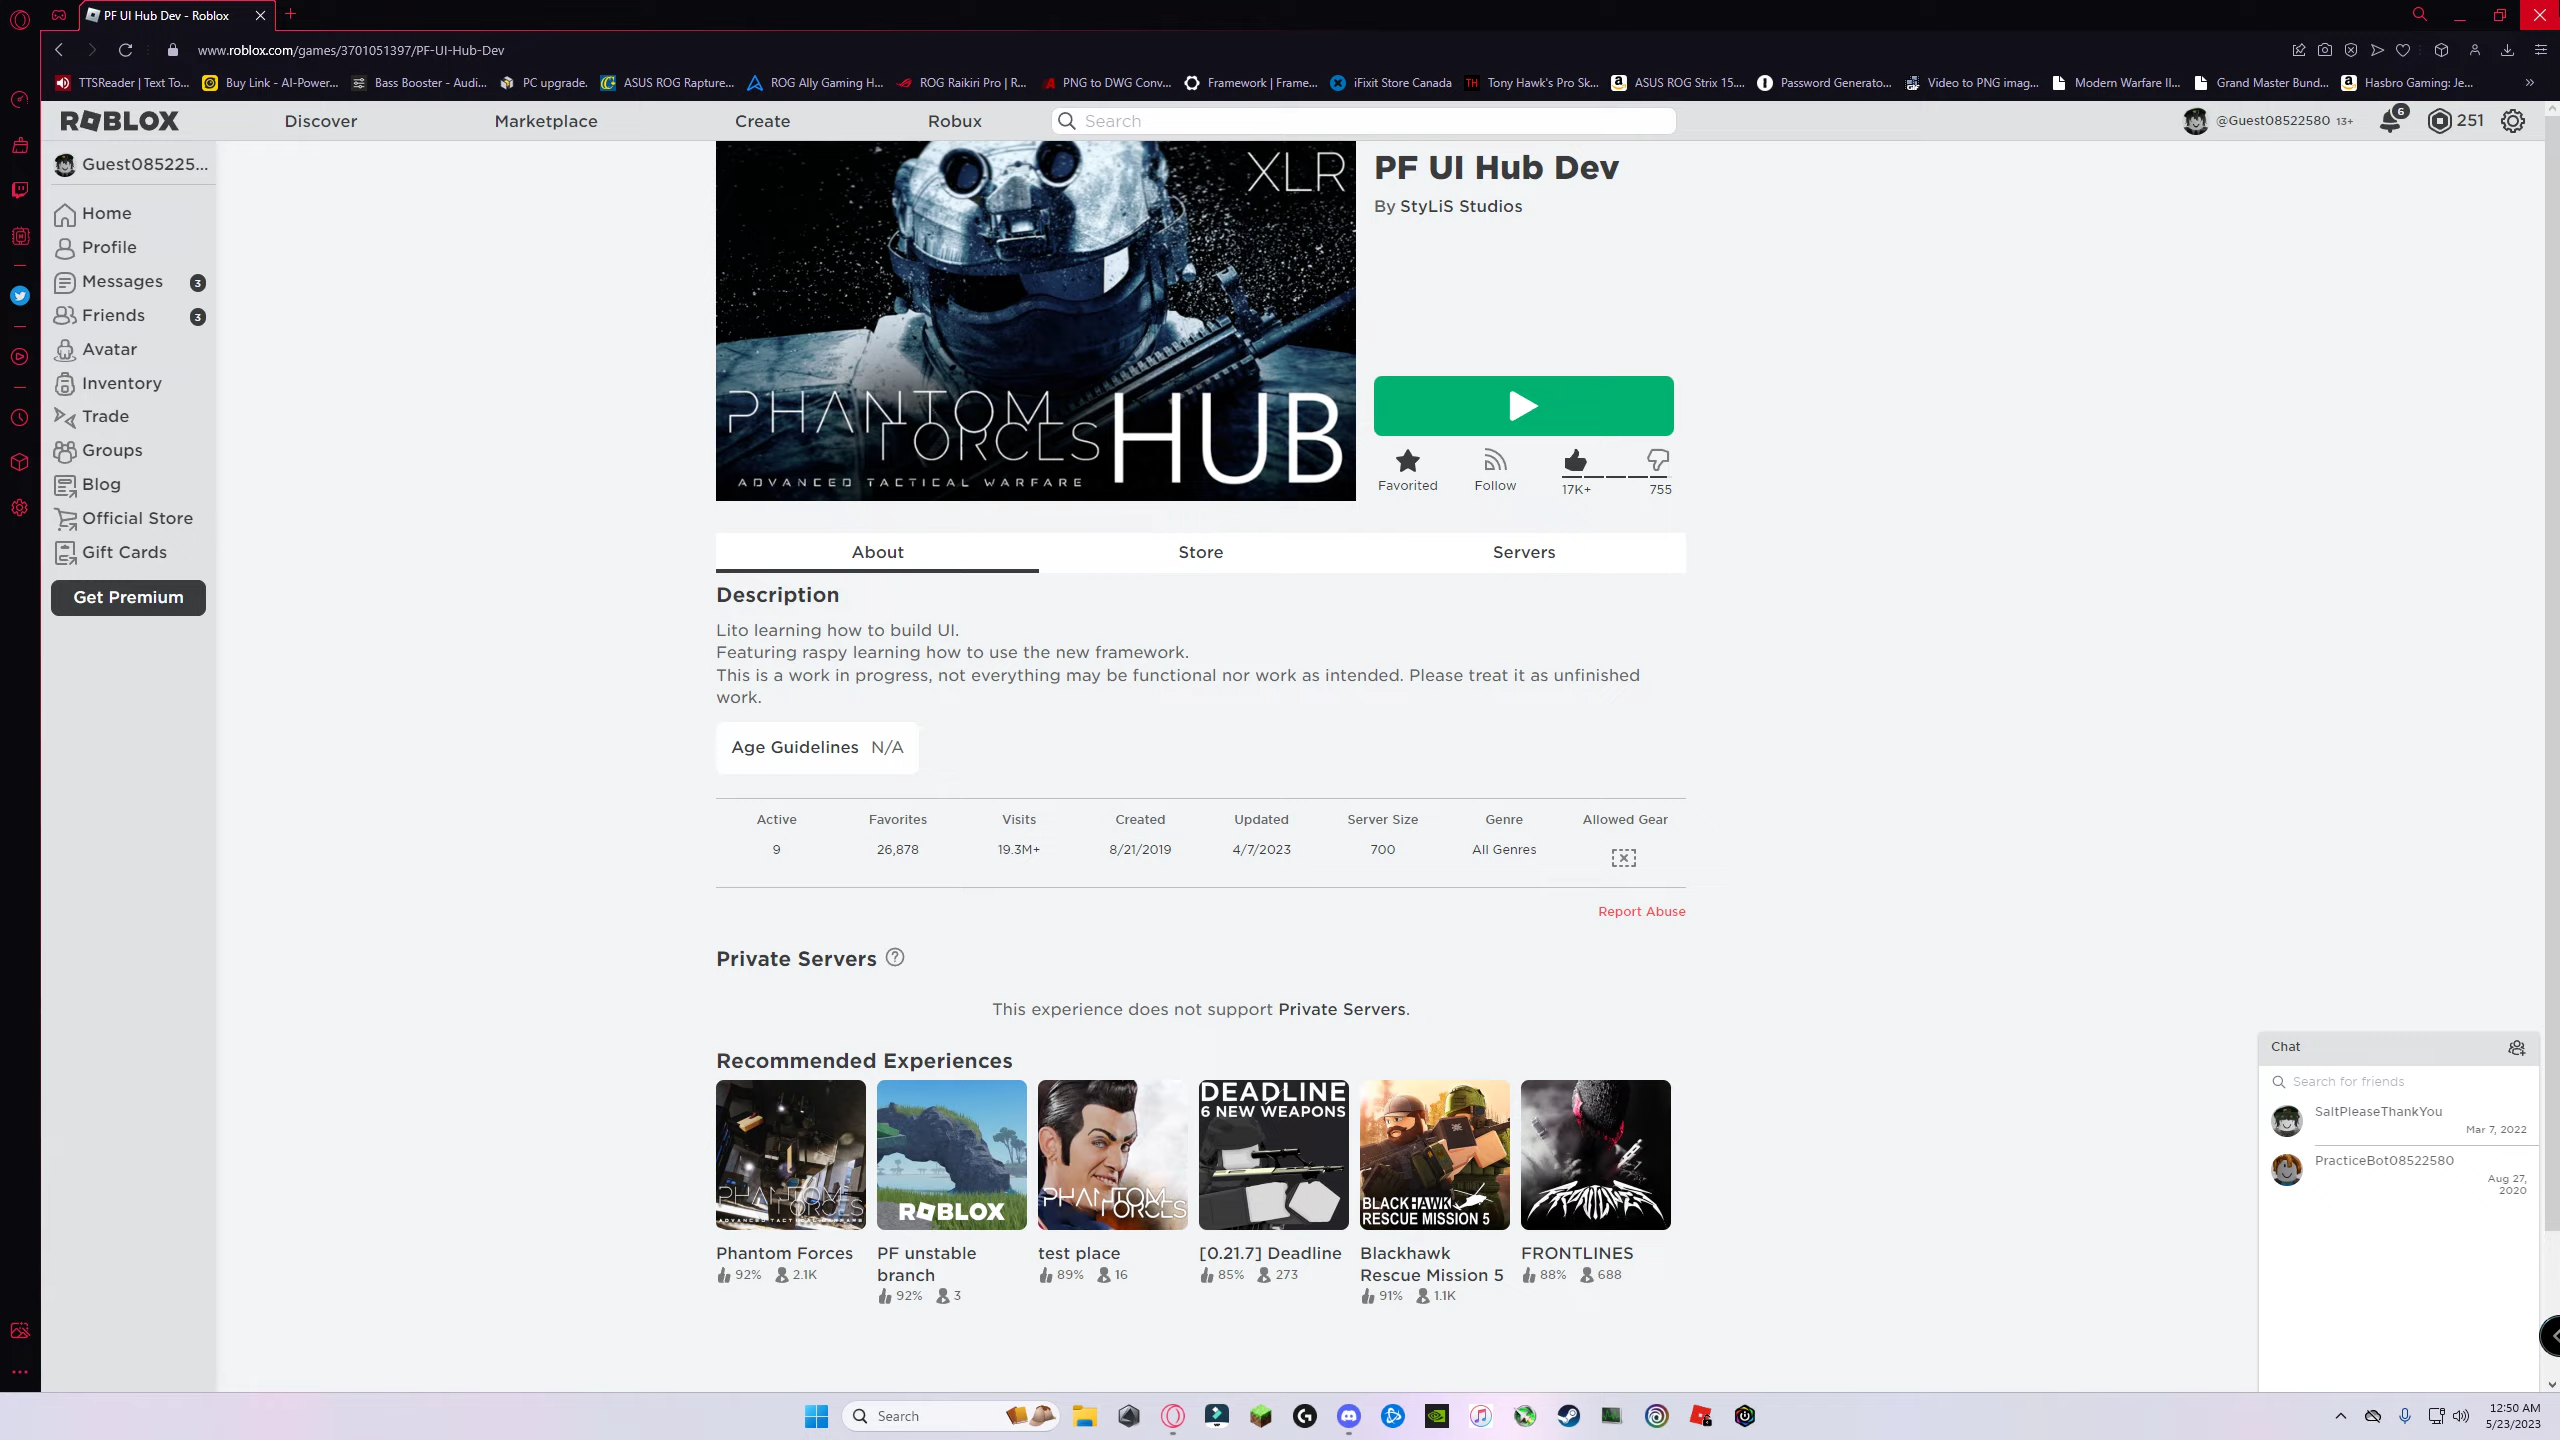 PF UI Hub Dev - Roblox
www.roblox.com/games/3701051397/PF-UI-Hub-Dev
TTSReader | Text To...
Buy Link - AI-Power...
Bass Booster - Audi...
PC upgrade.
ASUS ROG Rapture...
ROG Ally Gaming H...
ROG Raikiri Pro | R...
PNG to DWG Conv...
Framework | Frame...
iFixit Store Canada
TH
Tony Hawk's Pro Sk...
ASUS ROG Strix 15....
Password Generato...
Video to PNG imag...
Modern Warfare II...
Grand Master Bund...
Hasbro Gaming: Je...
ROBLOX
Discover
Marketplace
Create
Robux
Search
@Guest08522580 13+
6
251
Guest085225...
Home
Profile
Messages 3
Friends 3
Avatar
Inventory
Trade
Groups
Blog
Official Store
Gift Cards
Get Premium
XLR
PHANTOM
FORCES HUB
ADVANCED TACTICAL WARFARE
PF UI Hub Dev
By StyLiS Studios
Favorited
Follow
17K+
755
About
Store
Servers
Description
Lito learning how to build UI.
Featuring raspy learning how to use the new framework.
This is a work in progress, not everything may be functional nor work as intended. Please treat it as unfinished
work.
Age Guidelines N/A
Active Favorites Visits Created Updated Server Size Genre Allowed Gear
9 26,878 19.3M+ 8/21/2019 4/7/2023 700 All Genres
Report Abuse
Private Servers
This experience does not support Private Servers.
Recommended Experiences
PHANTOM
FORCES
ADVANCED TACTICAL WARFARE
ROBLOX
PHANTOM
FORCES
DEADLINE
6 NEW WEAPONS
BLACKHAWK
RESCUE MISSION 5
FRONTLINES
Phantom Forces
92% 2.1K
PF unstable
branch
92% 3
test place
89% 16
[0.21.7] Deadline
85% 273
Blackhawk
Rescue Mission 5
91% 1.1K
FRONTLINES
88% 688
Chat
Search for friends
SaltPleaseThankYou
Mar 7, 2022
PracticeBot08522580
Aug 27,
2020
Search
12:50 AM
5/23/2023